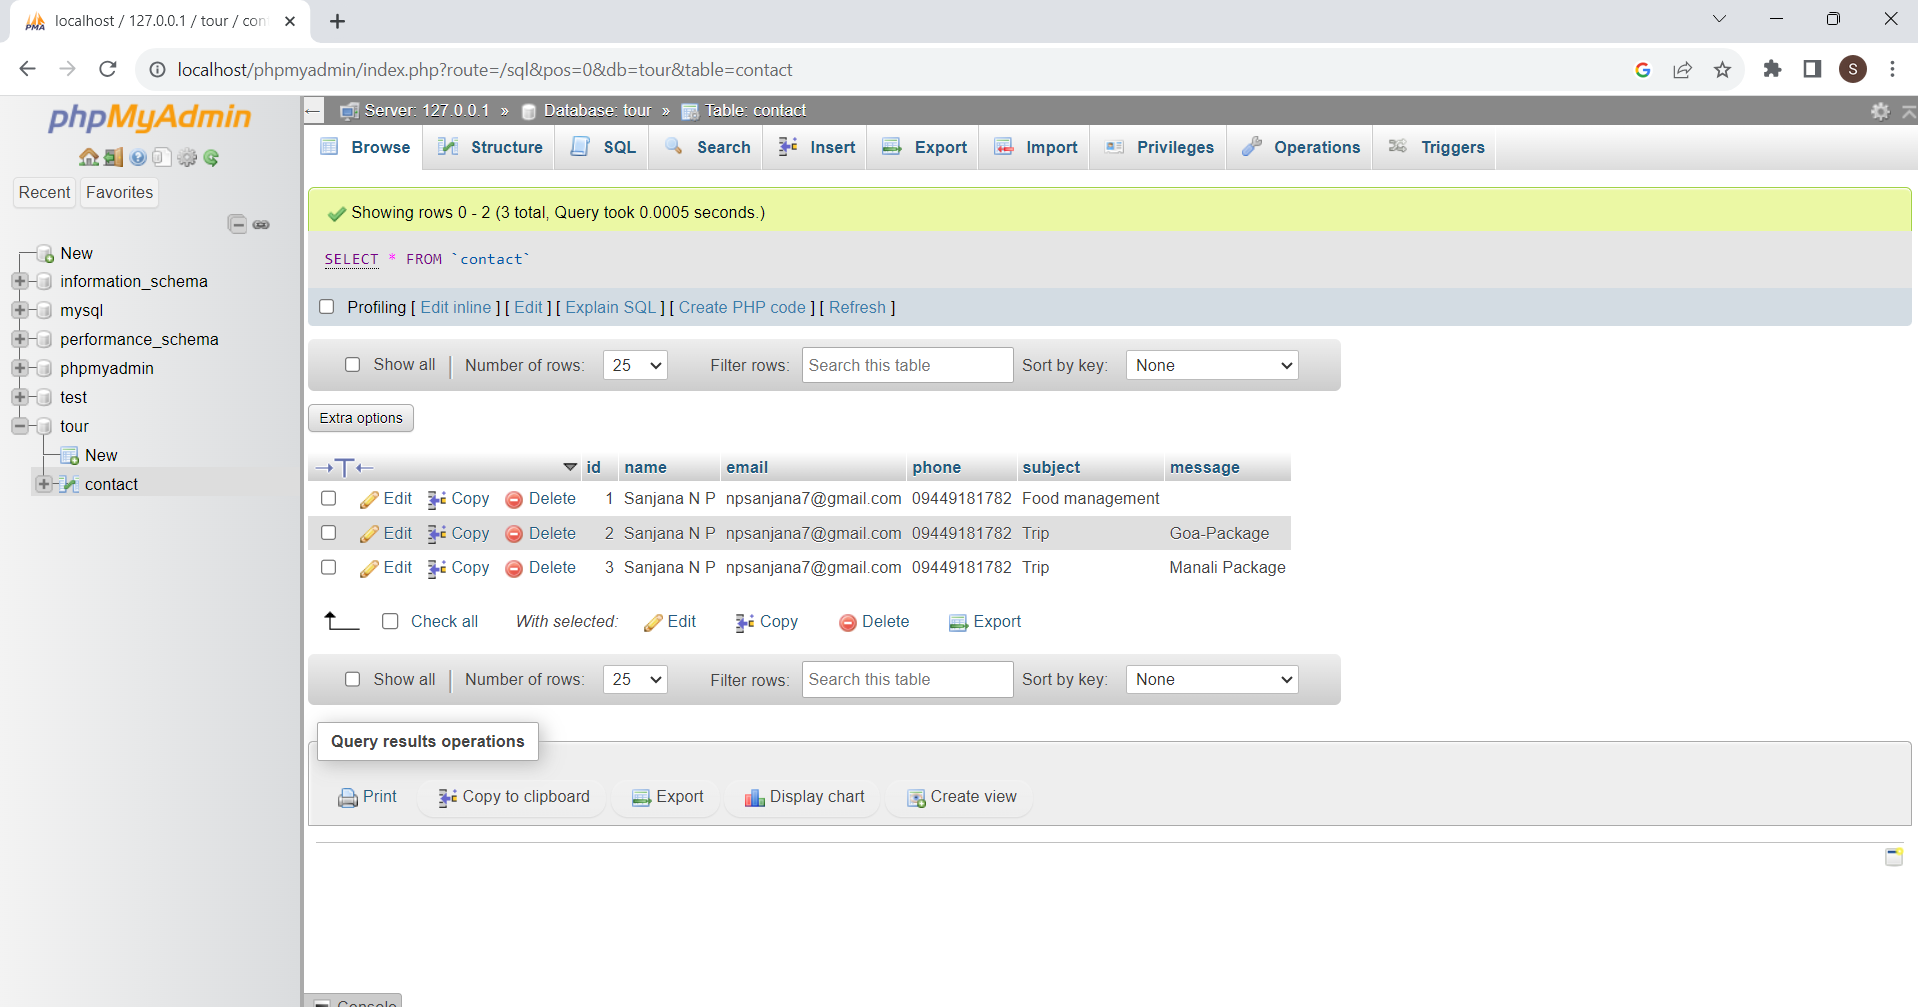 localhost / 127.0.0.1 / tour / con
localhost/phpmyadmin/index.php?route=/sql&pos=0&db=tour&table=contact
S
phpMyAdmin
Recent Favorites
New
information_schema
mysql
performance_schema
phpmyadmin
test
tour
New
contact
Server: 127.0.0.1 » Database: tour » Table: contact
Browse Structure SQL Search Insert Export Import Privileges Operations Triggers
Showing rows 0 - 2 (3 total, Query took 0.0005 seconds.)
SELECT * FROM `contact`
Profiling [ Edit inline ] [ Edit ] [ Explain SQL ] [ Create PHP code ] [ Refresh ]
Show all Number of rows: 25 Filter rows: Search this table Sort by key: None
Extra options
id name email phone subject message
Edit Copy Delete 1 Sanjana N P npsanjana7@gmail.com 09449181782 Food management
Edit Copy Delete 2 Sanjana N P npsanjana7@gmail.com 09449181782 Trip Goa-Package
Edit Copy Delete 3 Sanjana N P npsanjana7@gmail.com 09449181782 Trip Manali Package
Check all With selected: Edit Copy Delete Export
Show all Number of rows: 25 Filter rows: Search this table Sort by key: None
Query results operations
Print Copy to clipboard Export Display chart Create view
Console